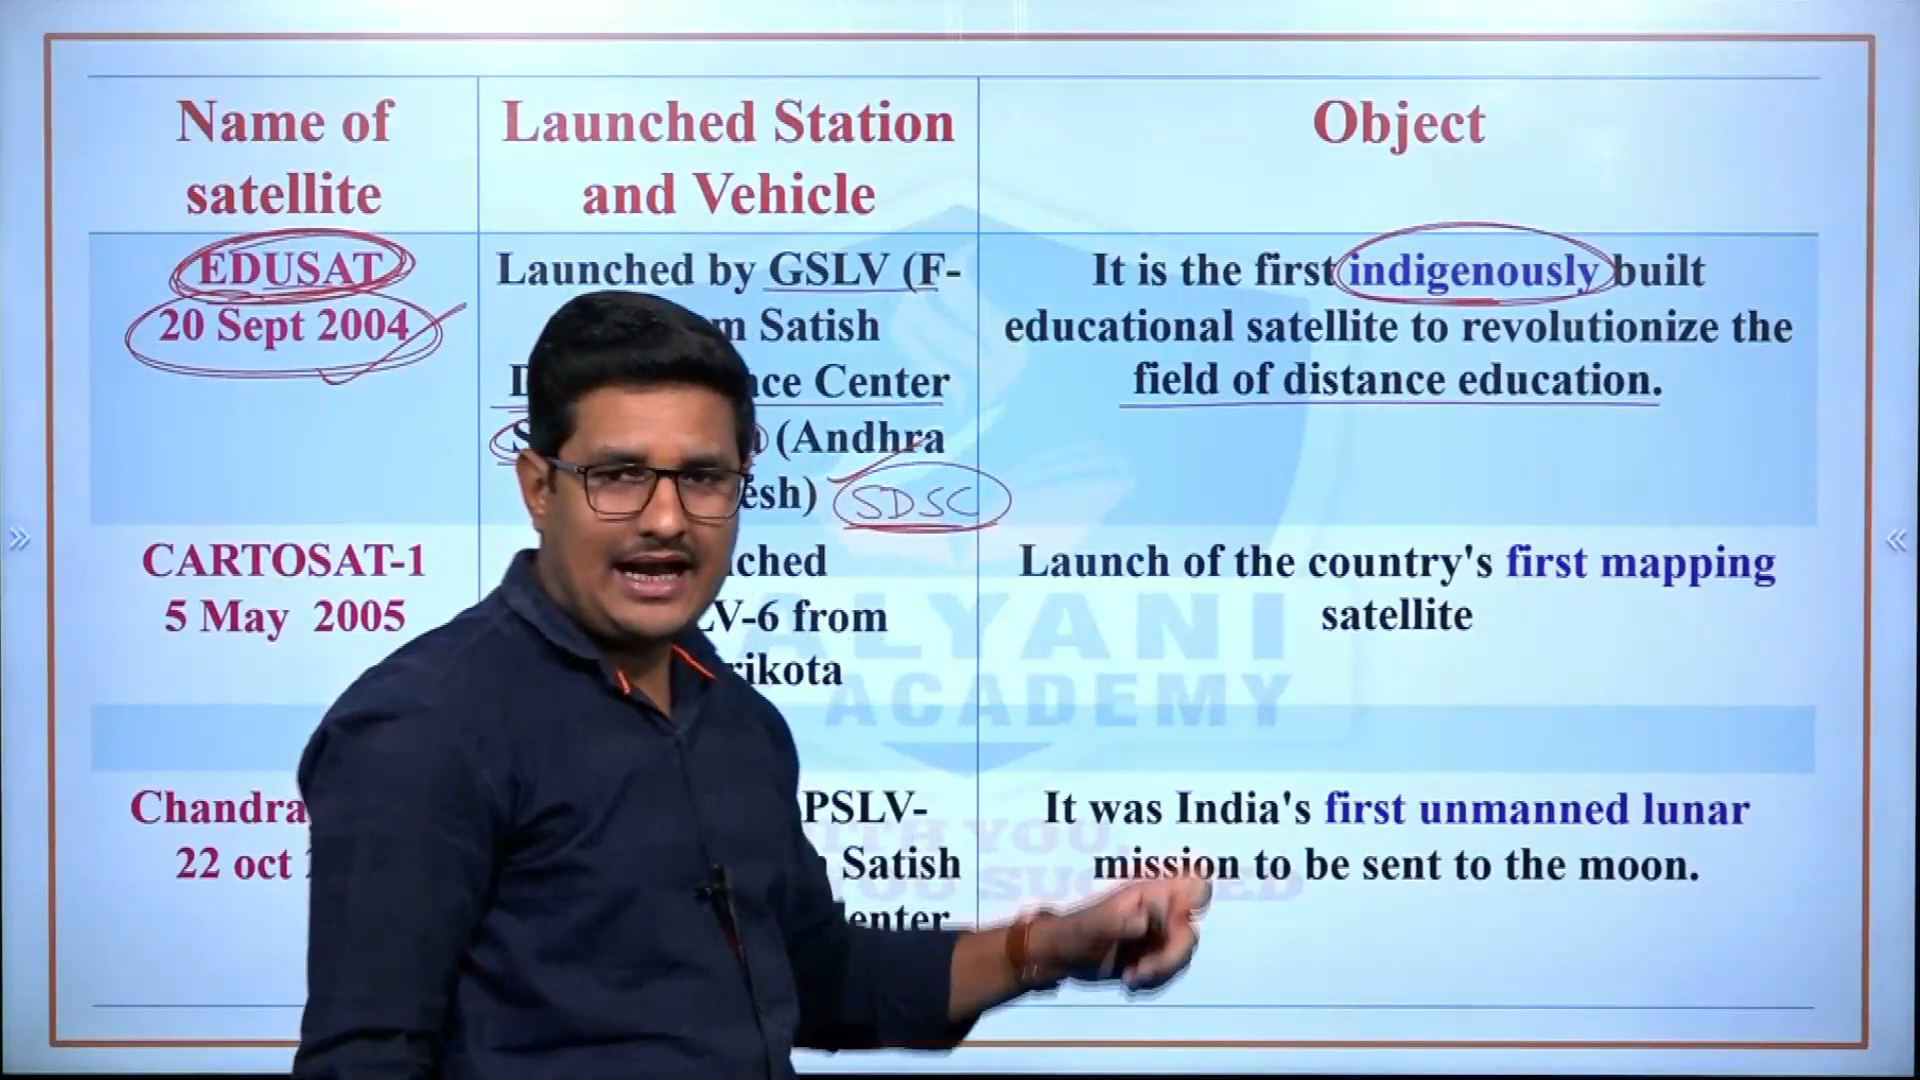 Name of
satellite
Launched Station
and Vehicle
Object
EDUSAT
20 Sept 2004
Launched by GSLV (F-
Satish
Center
(Andhra
SDSC
It is the first indigenously built
educational satellite to revolutionize the
field of distance education.
CARTOSAT-1
5 May 2005
from
Launch of the country's first mapping
satellite
22 oct
PSLV-
Satish
It was India's first unmanned lunar
mission to be sent to the moon.
ACADEMY